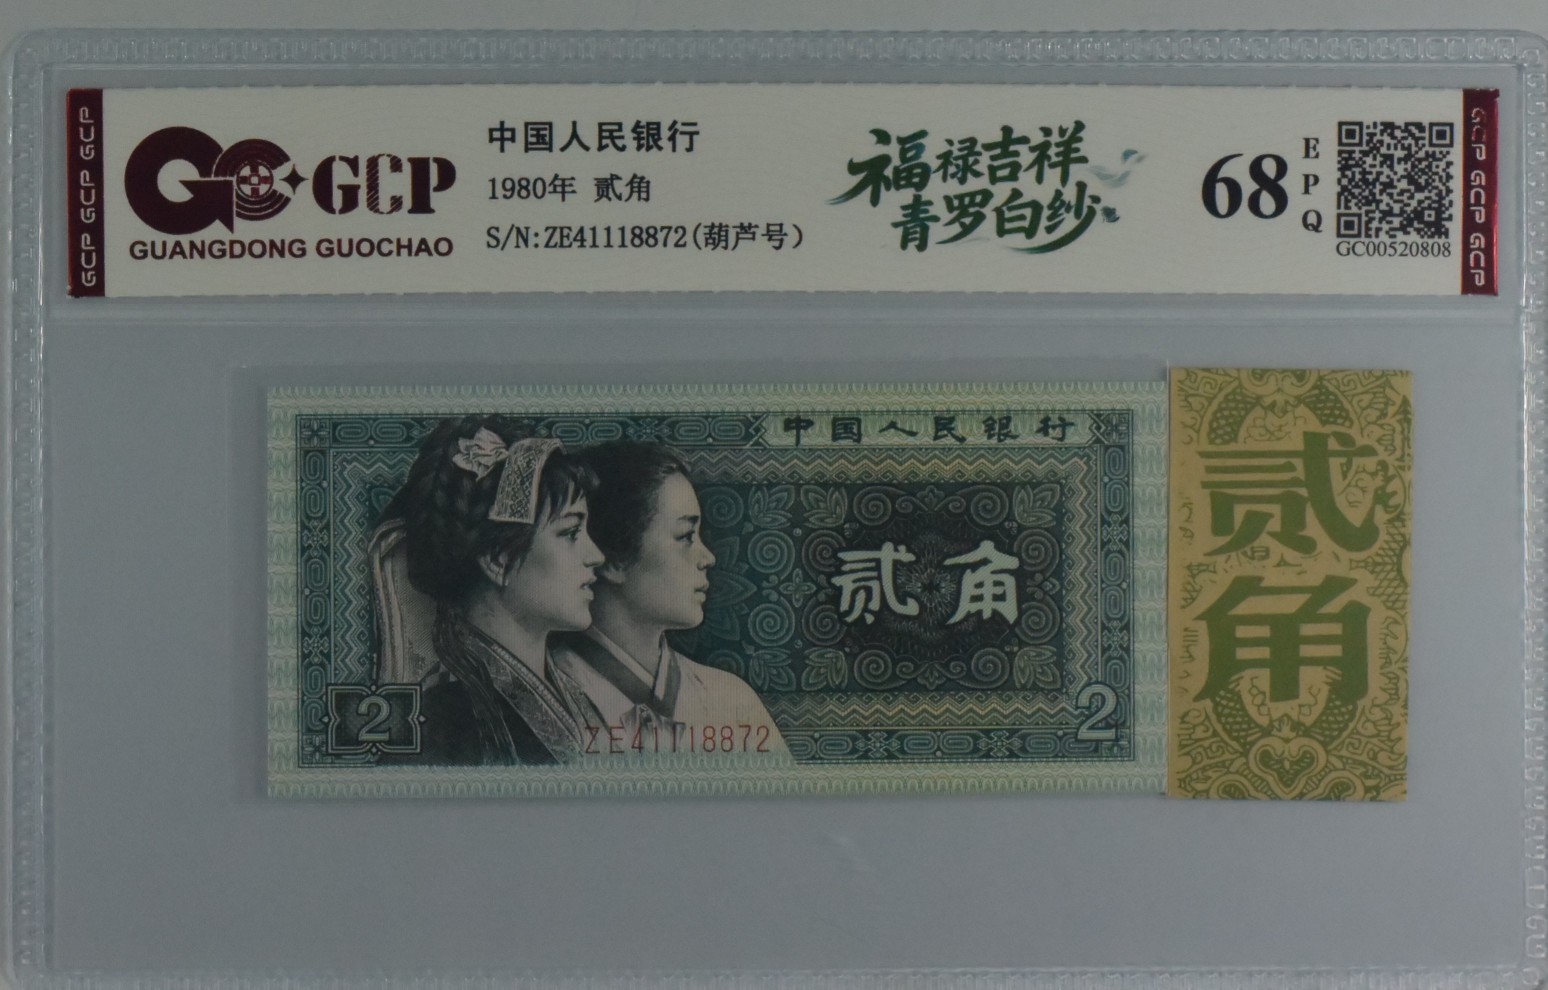 GCP
GUANGDONG GUOCHAO
中国人民银行
1980年 贰角
S/N:ZE41118872(葫芦号)
福禄吉祥
青罗白纱
68
EPQ
GC00520808
GCP GCP GCP
GCP GCP GCP
中国人民银行
贰角
2
2
ZE41118872
贰角